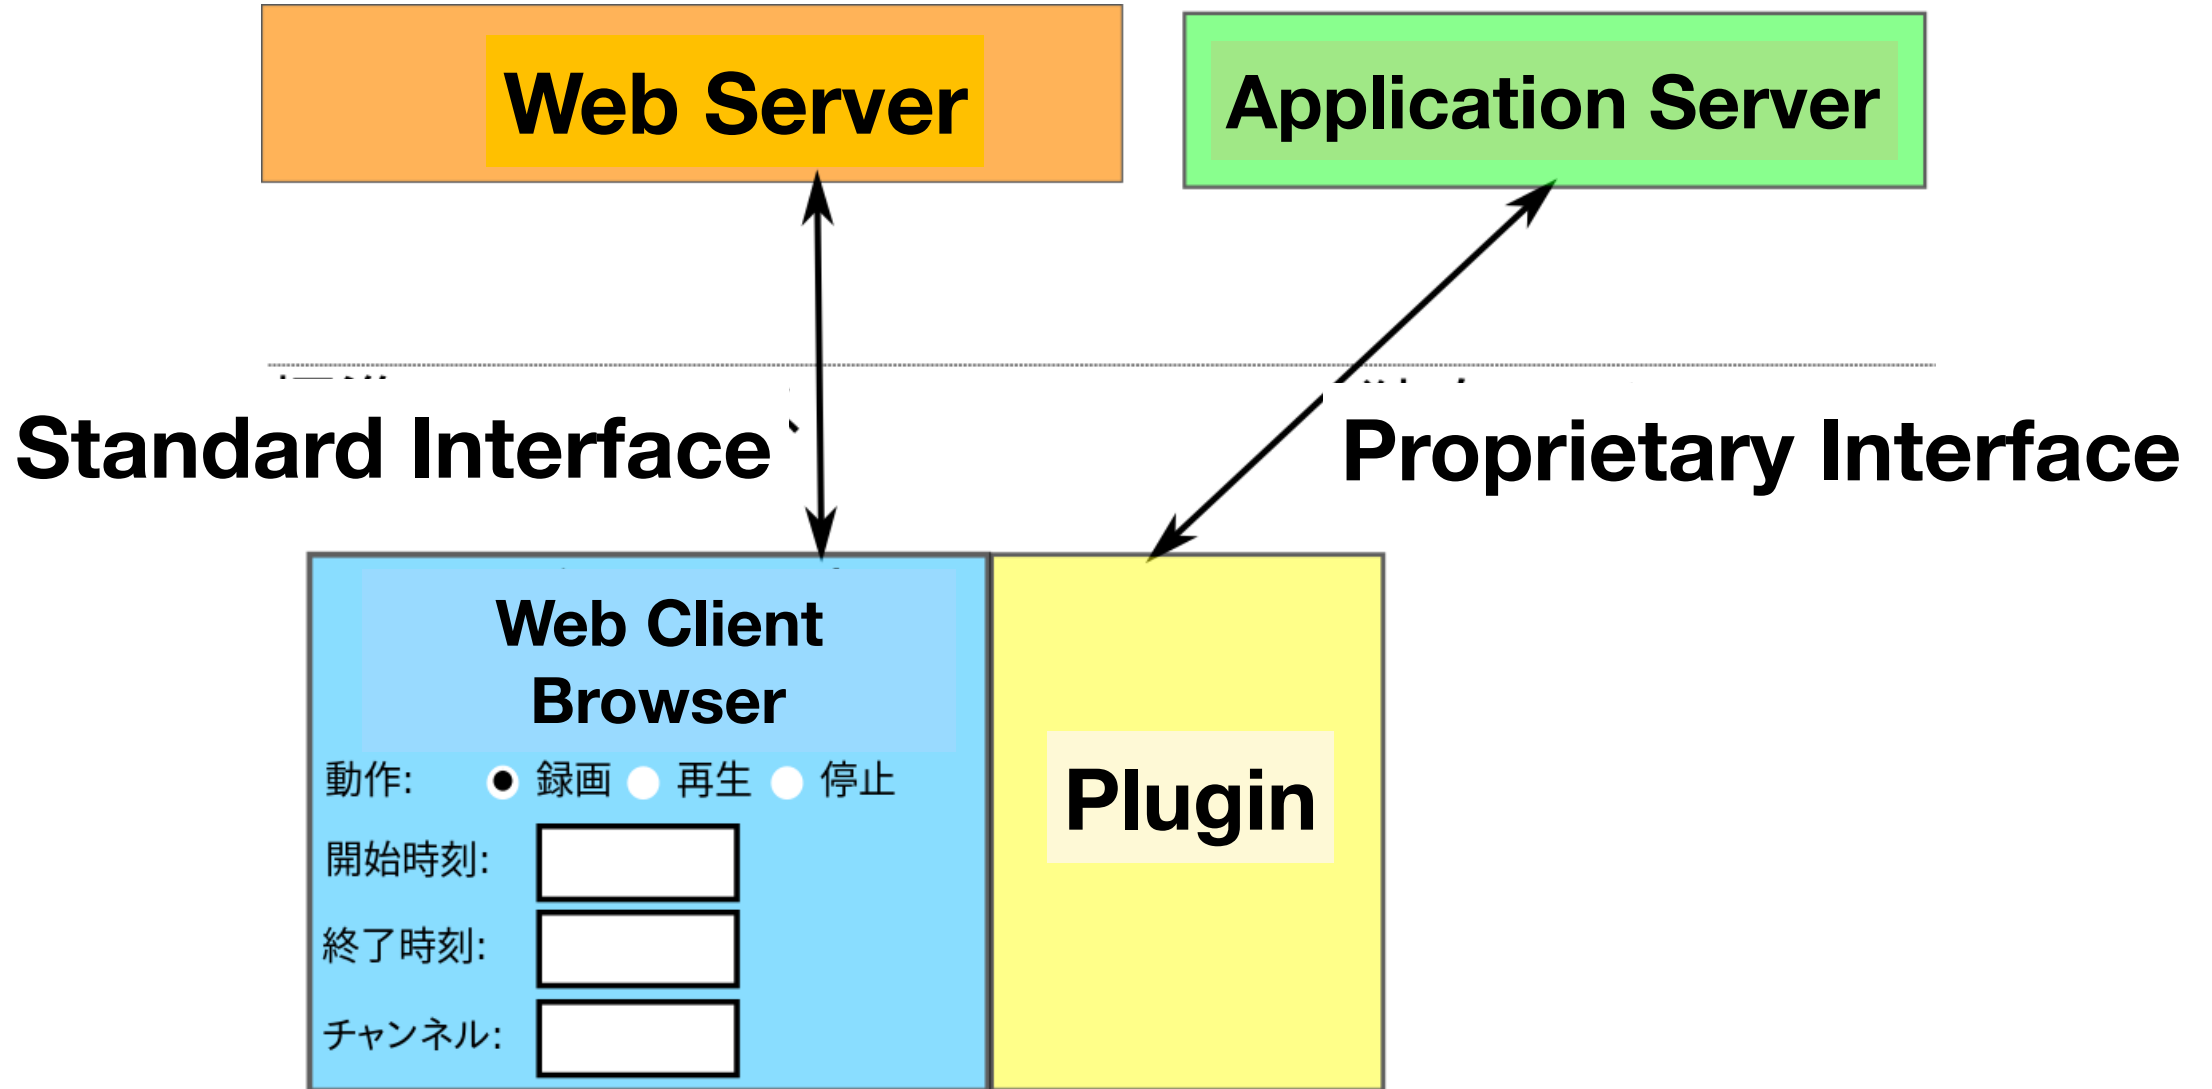 Web Server
Application Server
Standard Interface
Proprietary Interface
Web Client
Browser
動作: 録画 再生 停止
開始時刻:
終了時刻:
チャンネル:
Plugin